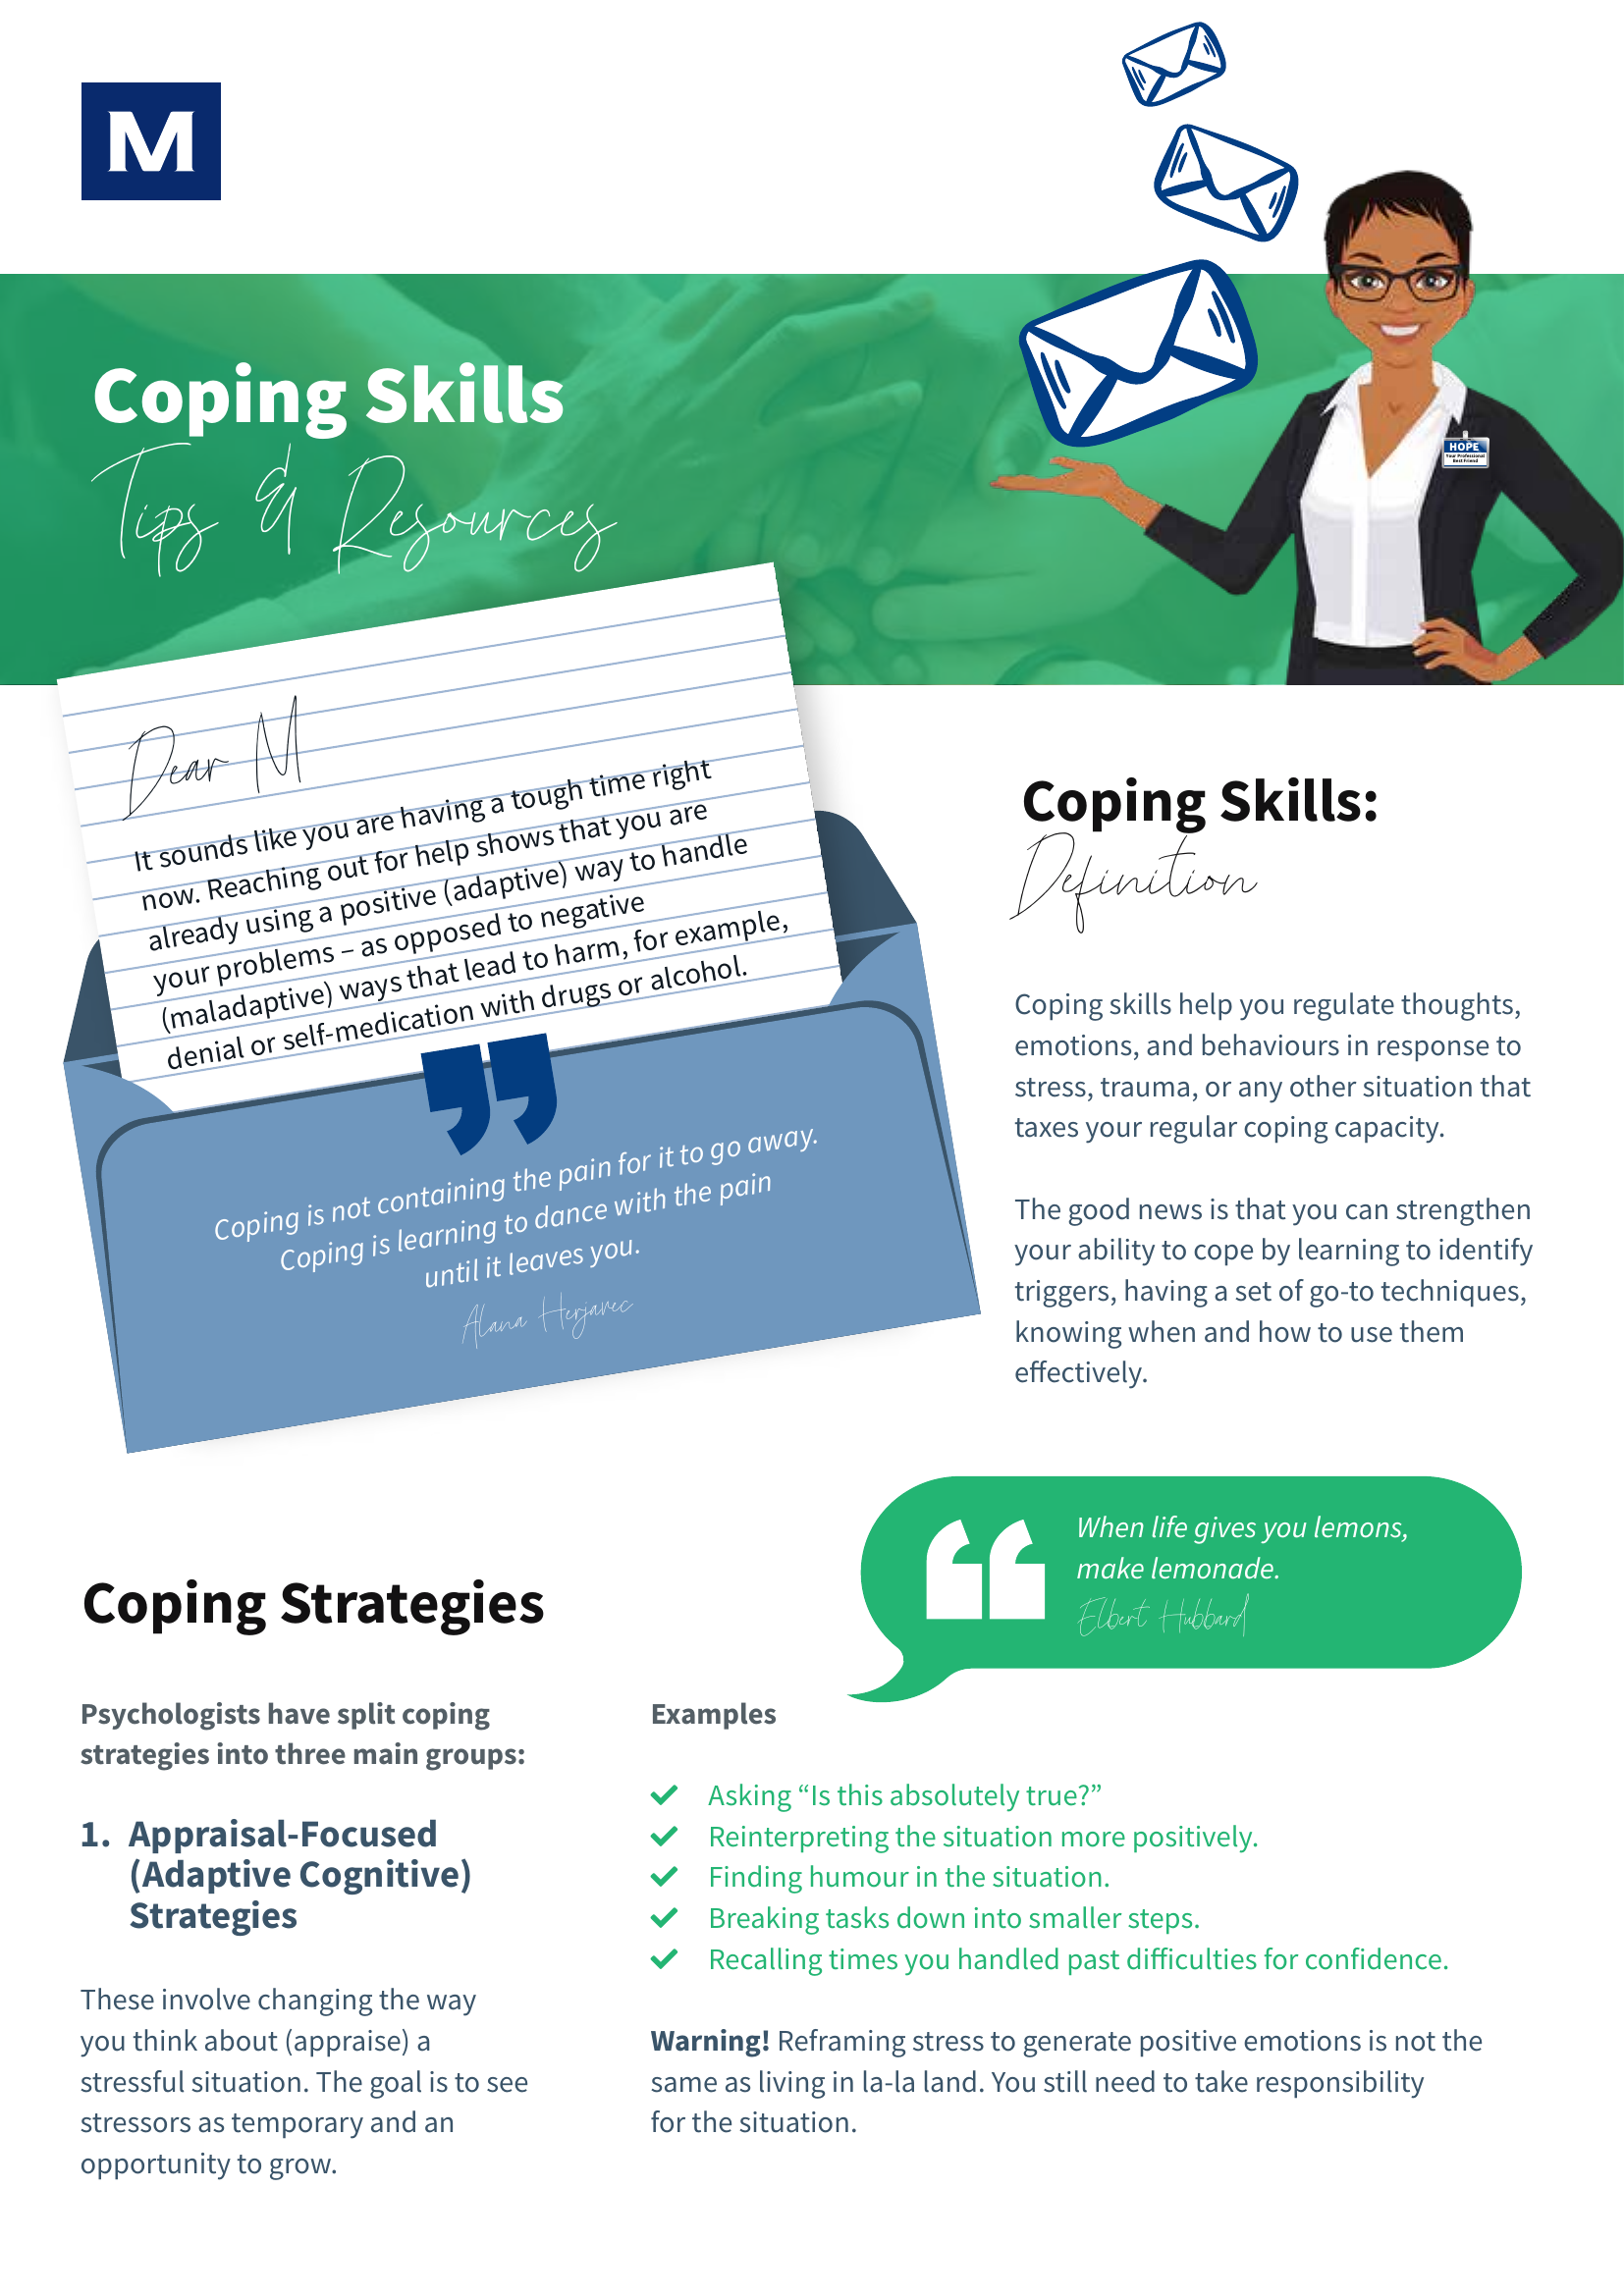 M
HOPE
Your Professional
Best Friend
Coping Skills
Tips & Resources
Dear M
It sounds like you are having a tough time right
now. Reaching out for help shows that you are
already using a positive (adaptive) way to handle
your problems – as opposed to negative
(maladaptive) ways that lead to harm, for example,
denial or self-medication with drugs or alcohol.
Coping is not containing the pain for it to go away.
Coping is learning to dance with the pain
until it leaves you.
Alana Herjavec
Coping Skills:
Definition
Coping skills help you regulate thoughts,
emotions, and behaviours in response to
stress, trauma, or any other situation that
taxes your regular coping capacity.
The good news is that you can strengthen
your ability to cope by learning to identify
triggers, having a set of go-to techniques,
knowing when and how to use them
effectively.
When life gives you lemons,
make lemonade.
Elbert Hubbard
Coping Strategies
Psychologists have split coping
strategies into three main groups:
1. Appraisal-Focused
(Adaptive Cognitive)
Strategies
These involve changing the way
you think about (appraise) a
stressful situation. The goal is to see
stressors as temporary and an
opportunity to grow.
Examples
Asking “Is this absolutely true?”
Reinterpreting the situation more positively.
Finding humour in the situation.
Breaking tasks down into smaller steps.
Recalling times you handled past difficulties for confidence.
Warning! Reframing stress to generate positive emotions is not the
same as living in la-la land. You still need to take responsibility
for the situation.